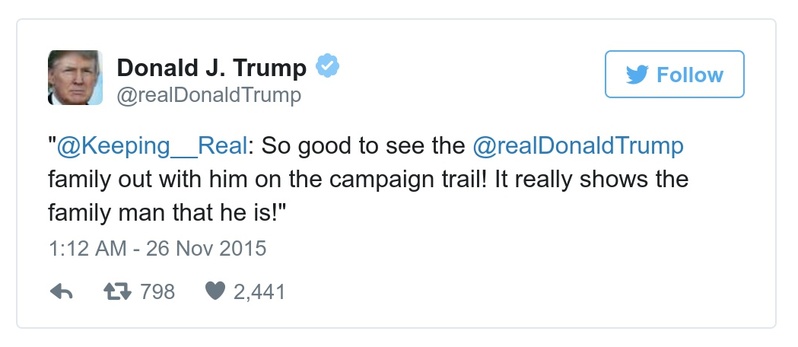 Donald J. Trump
@realDonaldTrump
Follow
"@Keeping__Real: So good to see the @realDonaldTrump
family out with him on the campaign trail! It really shows the
family man that he is!"
1:12 AM - 26 Nov 2015
798 2,441